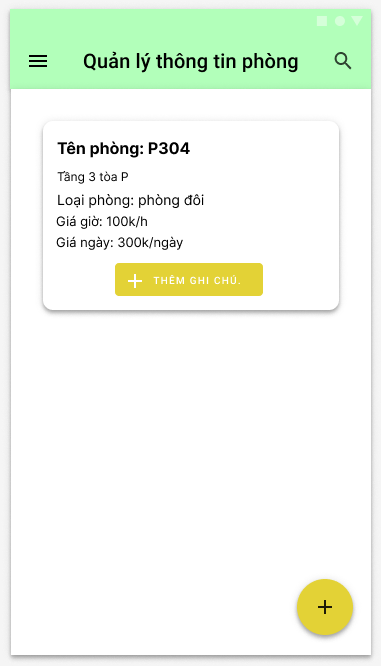 Quản lý thông tin phòng
Tên phòng: P304
Tầng 3 tòa P
Loại phòng: phòng đôi
Giá giờ: 100k/h
Giá ngày: 300k/ngày
THÊM GHI CHÚ.